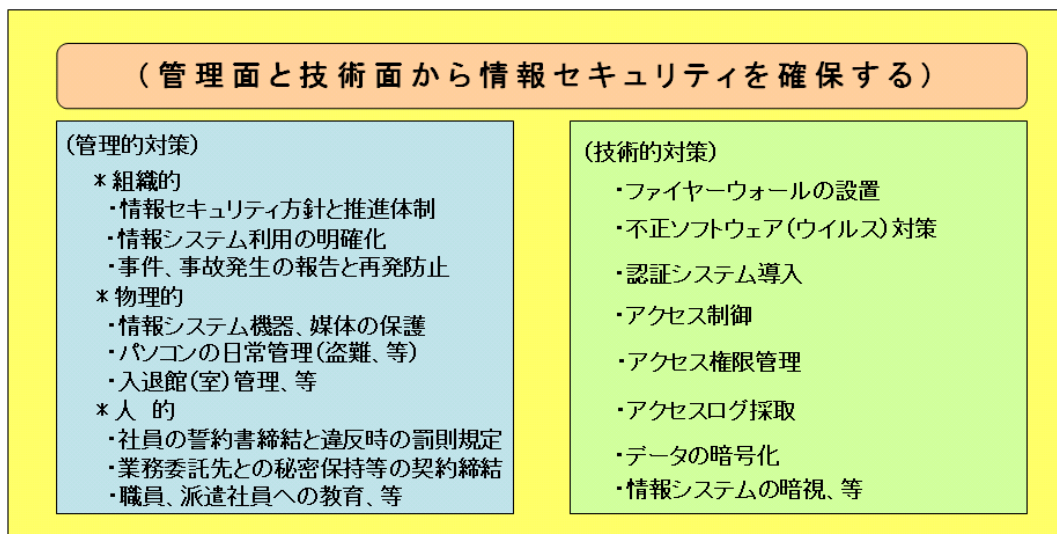 (管理面と技術面から情報セキュリティを確保する)
(管理的対策)
*組織的
・情報セキュリティ方針と推進体制
・情報システム利用の明確化
・事件、事故発生の報告と再発防止
*物理的
・情報システム機器、媒体の保護
・パソコンの日常管理(盗難、等)
・入退館(室)管理、等
*人 的
・社員の誓約書締結と違反時の罰則規定
・業務委託先との秘密保持等の契約締結
・職員、派遣社員への教育、等
(技術的対策)
・ファイヤーウォールの設置
・不正ソフトウェア(ウイルス)対策
・認証システム導入
・アクセス制御
・アクセス権限管理
・アクセスログ採取
・データの暗号化
・情報システムの暗視、等